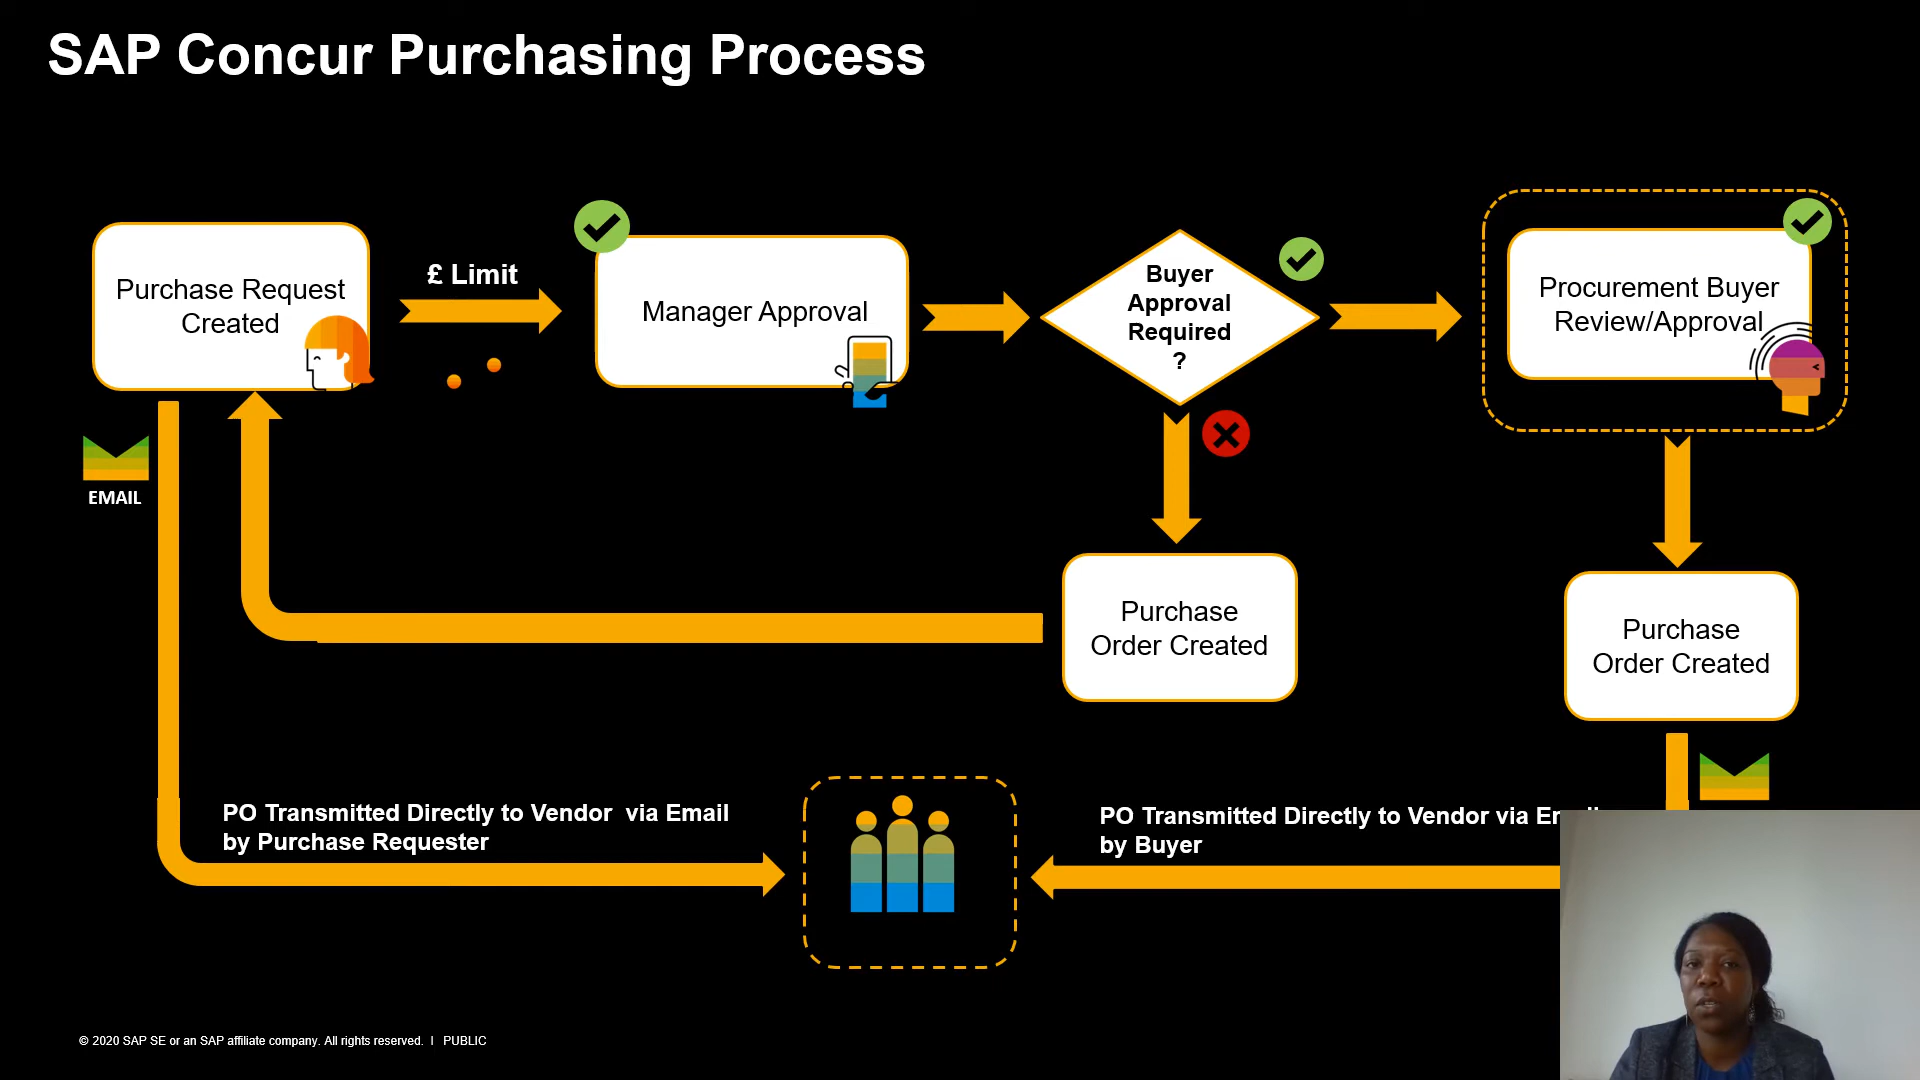 SAP Concur Purchasing Process
Purchase Request
Created
£ Limit
Manager Approval
Buyer
Approval
Required
?
Procurement Buyer
Review/Approval
EMAIL
Purchase
Order Created
Purchase
Order Created
PO Transmitted Directly to Vendor via Email
by Purchase Requester
PO Transmitted Directly to Vendor via
by Buyer
© 2020 SAP SE or an SAP affiliate company. All rights reserved. I PUBLIC